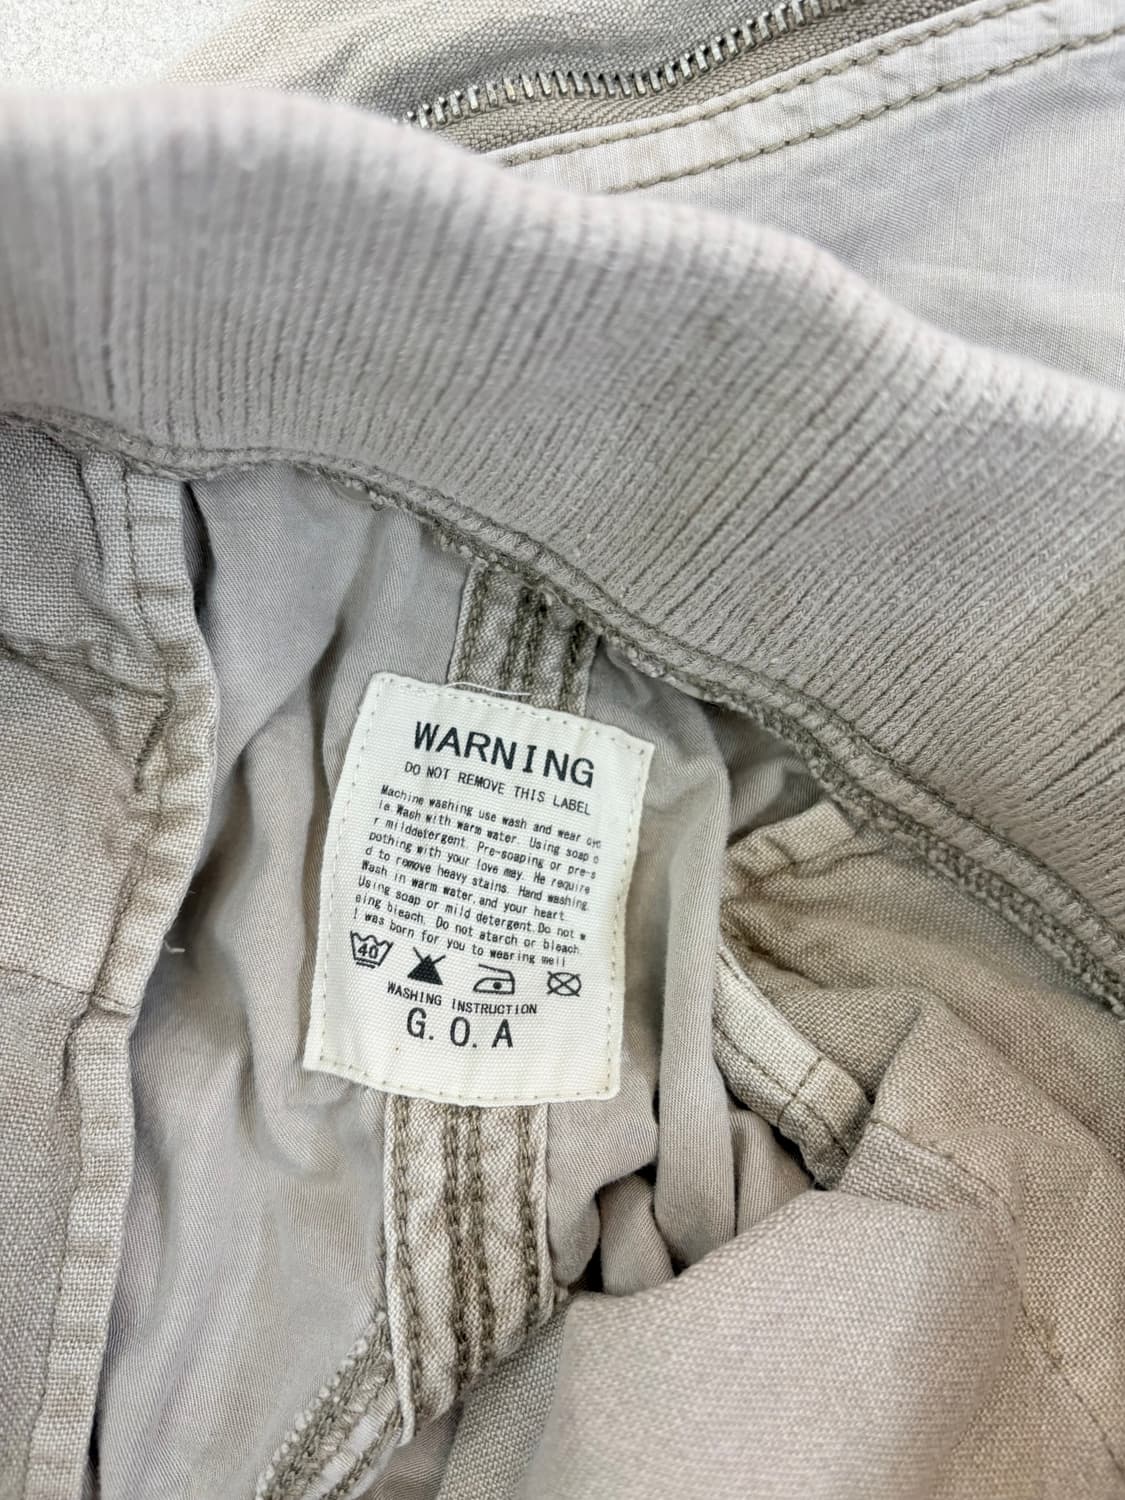 WARNING
DO NOT REMOVE THIS LABEL
Machine washing use wash and wear cyc
le Wash with warm water. Using soap o
r milddetergent. Pre-soaping or pre-s
oothing with your love may. He require
d to remove heavy stains. Hand washing.
Wash in warm water, and your heart
Using soap or mild detergent. Do not w
eing bleach. Do not atarch or bleach.
I was born for you to wearing mell
40
WASHING INSTRUCTION
G. O. A